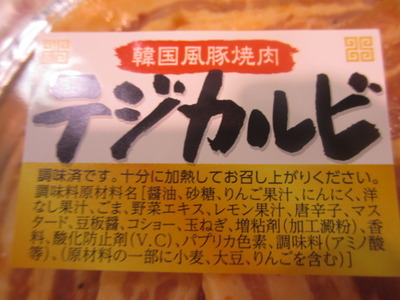 韓国風豚焼肉
テジカルビ
調味済です。十分に加熱してお召し上がりください。
調味料原材料名[醤油、砂糖、りんご果汁、にんにく、洋
なし果汁、ごま、野菜エキス、レモン果汁、唐辛子、マス
タード、豆板醤、コショー、玉ねぎ、増粘剤(加工澱粉)、香
料、酸化防止剤(V.C)、パプリカ色素、調味料(アミノ酸
等)、(原材料の一部に小麦、大豆、りんごを含む)]